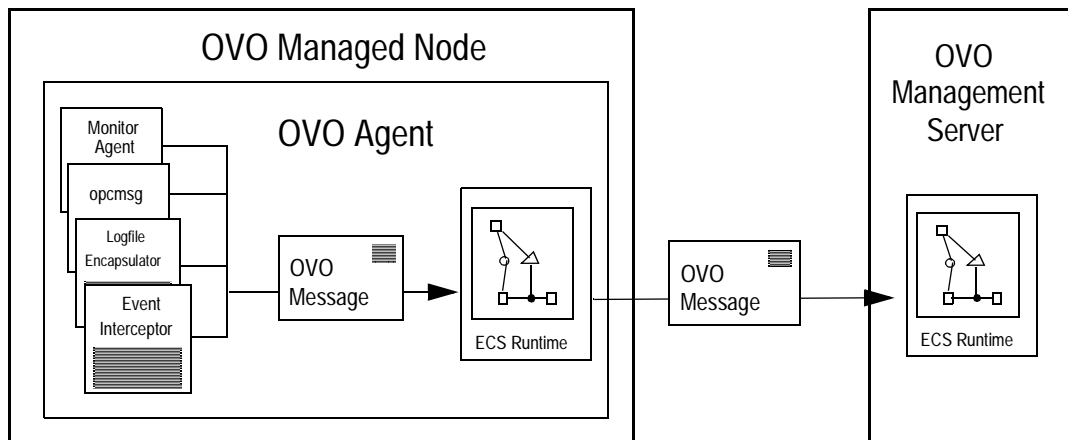 OVO Managed Node
OVO Agent
Monitor
Agent
opcmsg
Logfile
Encapsulator
Event
Interceptor
OVO
Message
ECS Runtime
OVO
Message
OVO
Management
Server
ECS Runtime